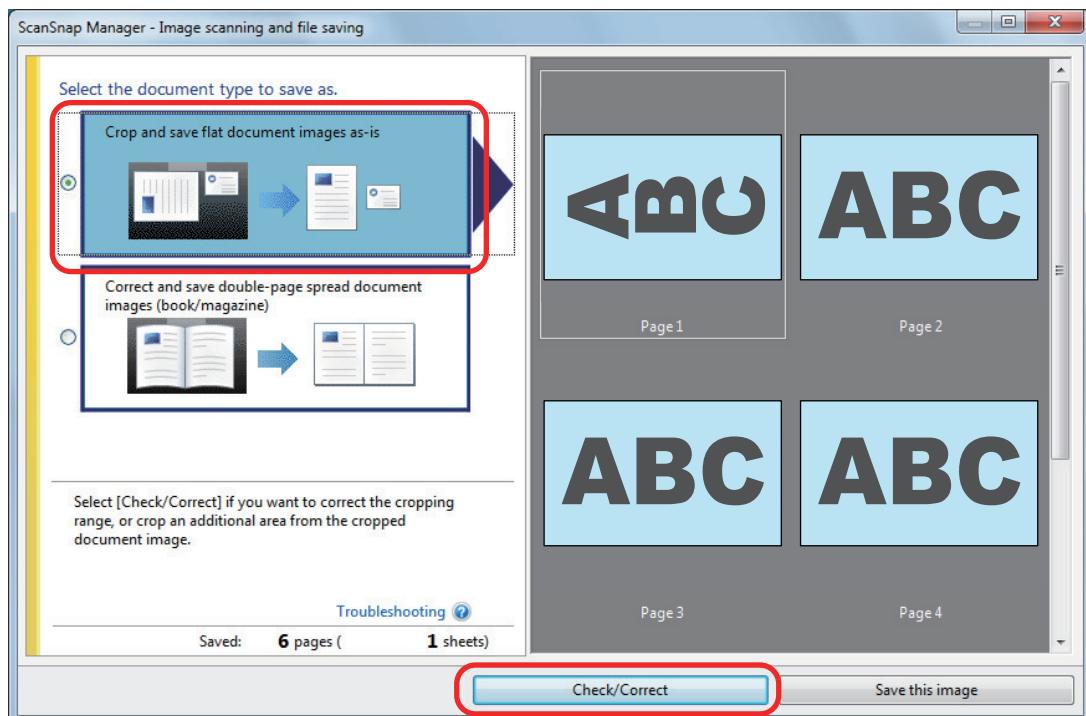 ScanSnap Manager - Image scanning and file saving
Select the document type to save as.
Crop and save flat document images as-is
Correct and save double-page spread document
images (book/magazine)
Select [Check/Correct] if you want to correct the cropping
range, or crop an additional area from the cropped
document image.
Troubleshooting
Saved: 6 pages ( 1 sheets)
ABC
ABC
Page 1
Page 2
ABC
ABC
Page 3
Page 4
Check/Correct
Save this image